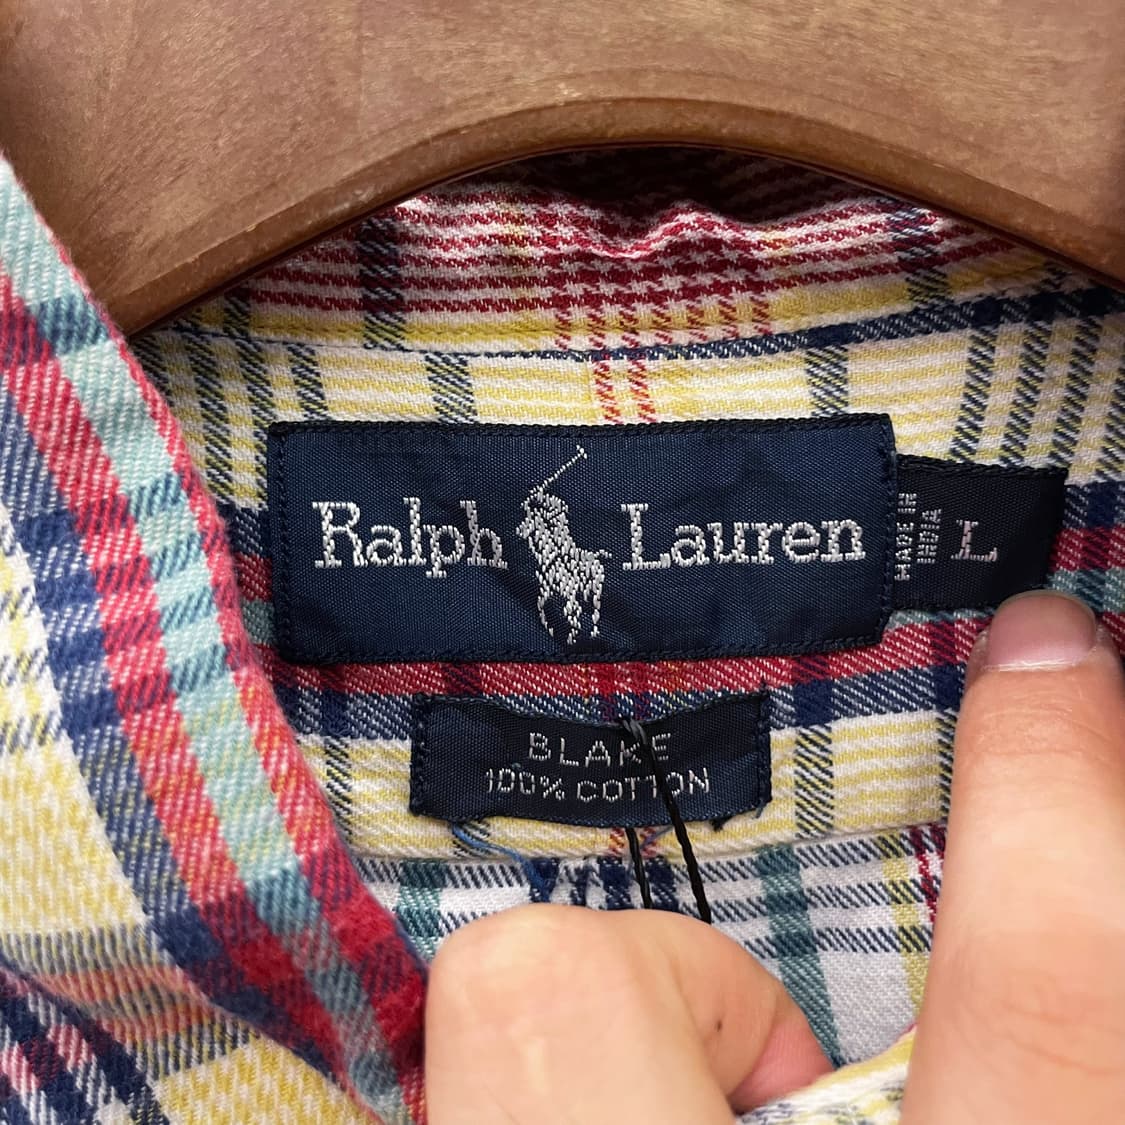 Ralph Lauren
MADE IN
INDIA
L
BLAKE
100% COTTON